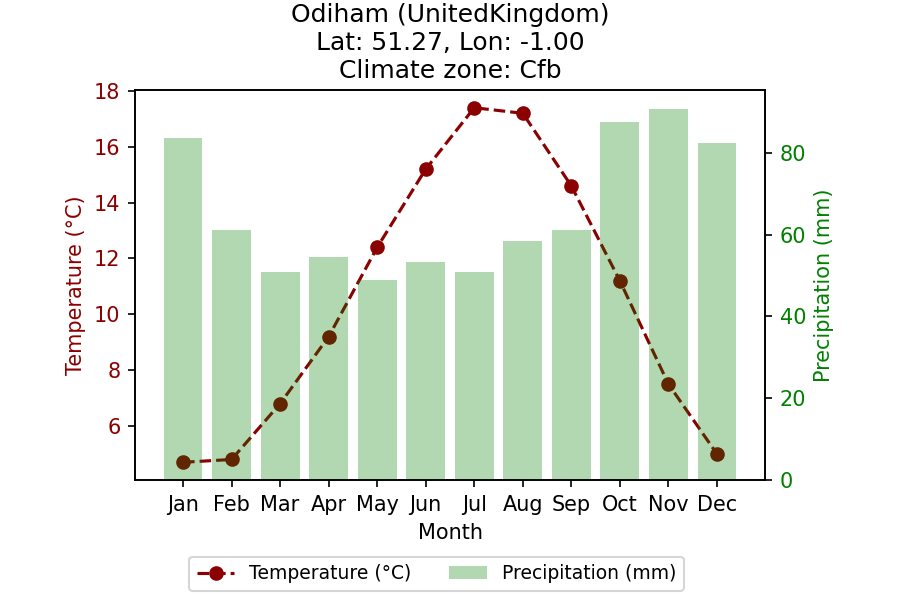 Odiham (UnitedKingdom)
Lat: 51.27, Lon: -1.00
Climate zone: Cfb
Temperature (°C)
18
16
14
12
10
8
6
Precipitation (mm)
80
60
40
20
0
Jan Feb Mar Apr May Jun Jul Aug Sep Oct Nov Dec
Month
Temperature (°C) Precipitation (mm)